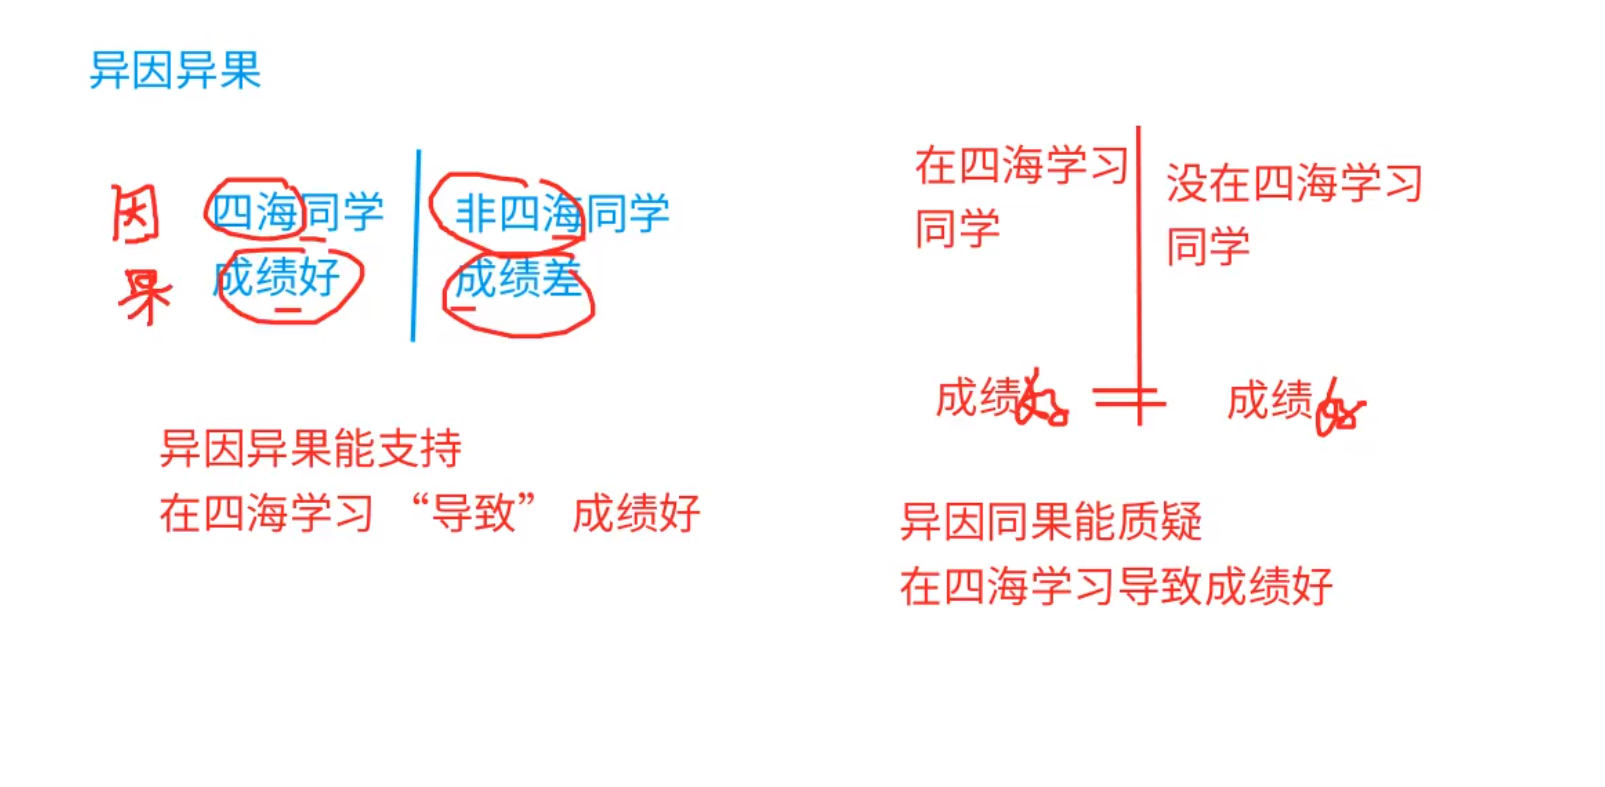 异因异果
因 四海同学 非四海同学
果 成绩好 成绩差
异因异果能支持
在四海学习 “导致” 成绩好
在四海学习
同学
没在四海学习
同学
成绩好 = 成绩好
异因同果能质疑
在四海学习导致成绩好